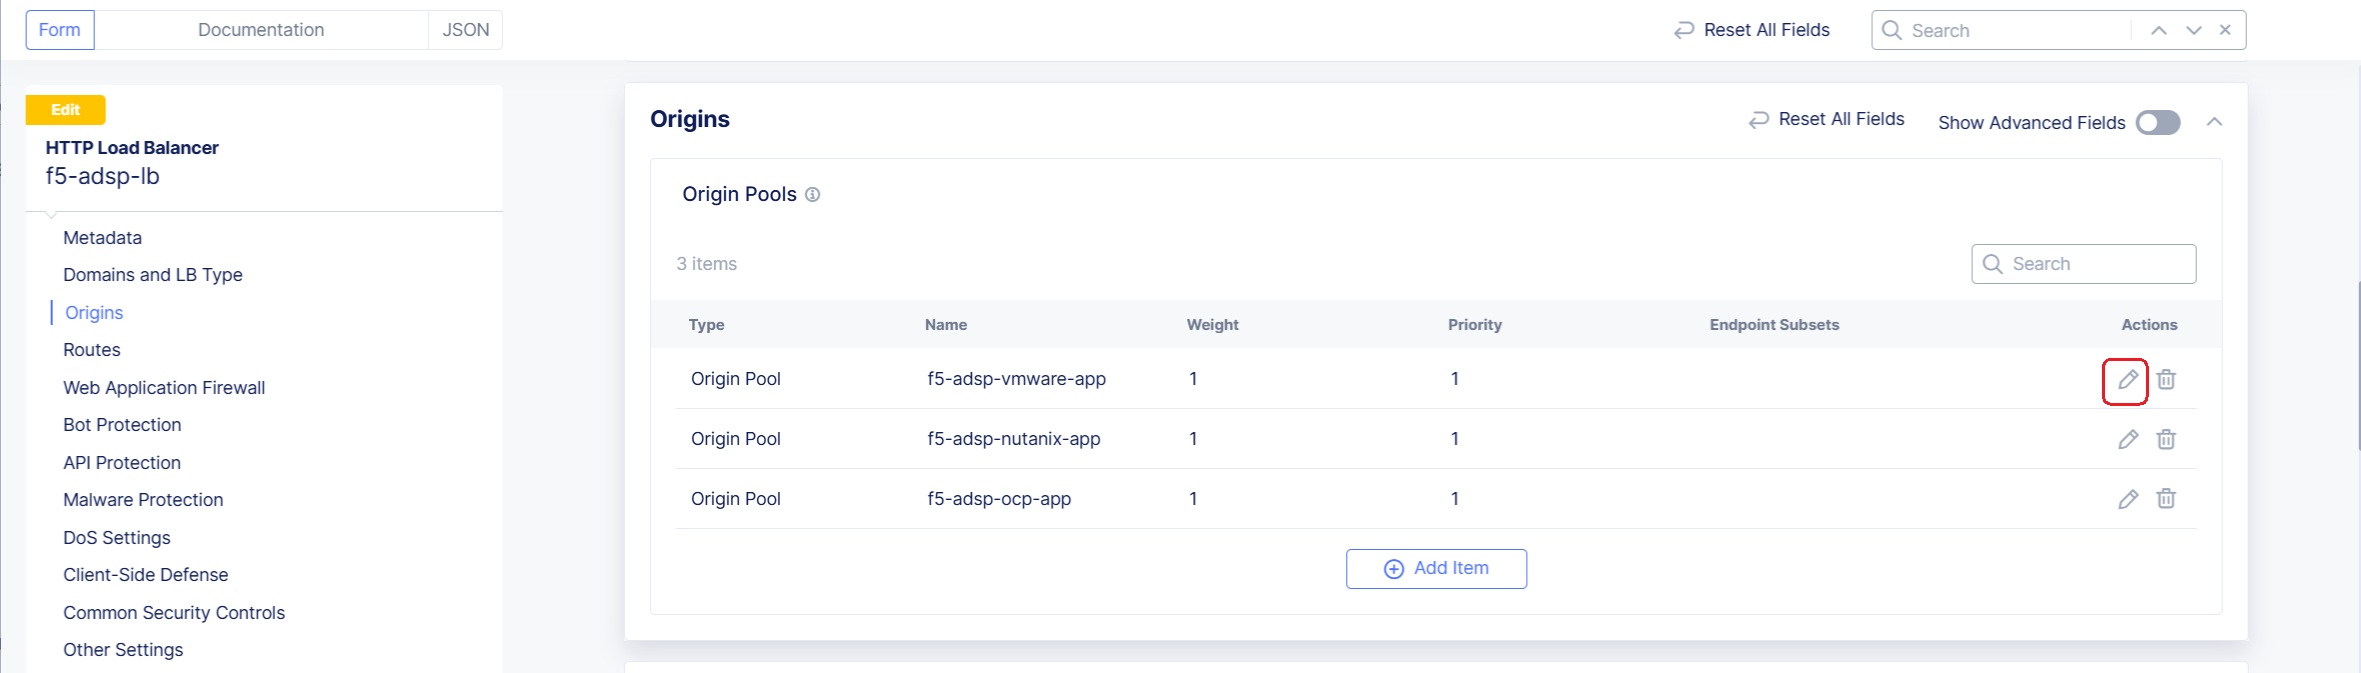 Form Documentation JSON Reset All Fields Search
Edit
HTTP Load Balancer
f5-adsp-lb
Metadata
Domains and LB Type
Origins
Routes
Web Application Firewall
Bot Protection
API Protection
Malware Protection
DoS Settings
Client-Side Defense
Common Security Controls
Other Settings
Origins Reset All Fields Show Advanced Fields
Origin Pools
3 items Search
Type Name Weight Priority Endpoint Subsets Actions
Origin Pool f5-adsp-vmware-app 1 1
Origin Pool f5-adsp-nutanix-app 1 1
Origin Pool f5-adsp-ocp-app 1 1
Add Item